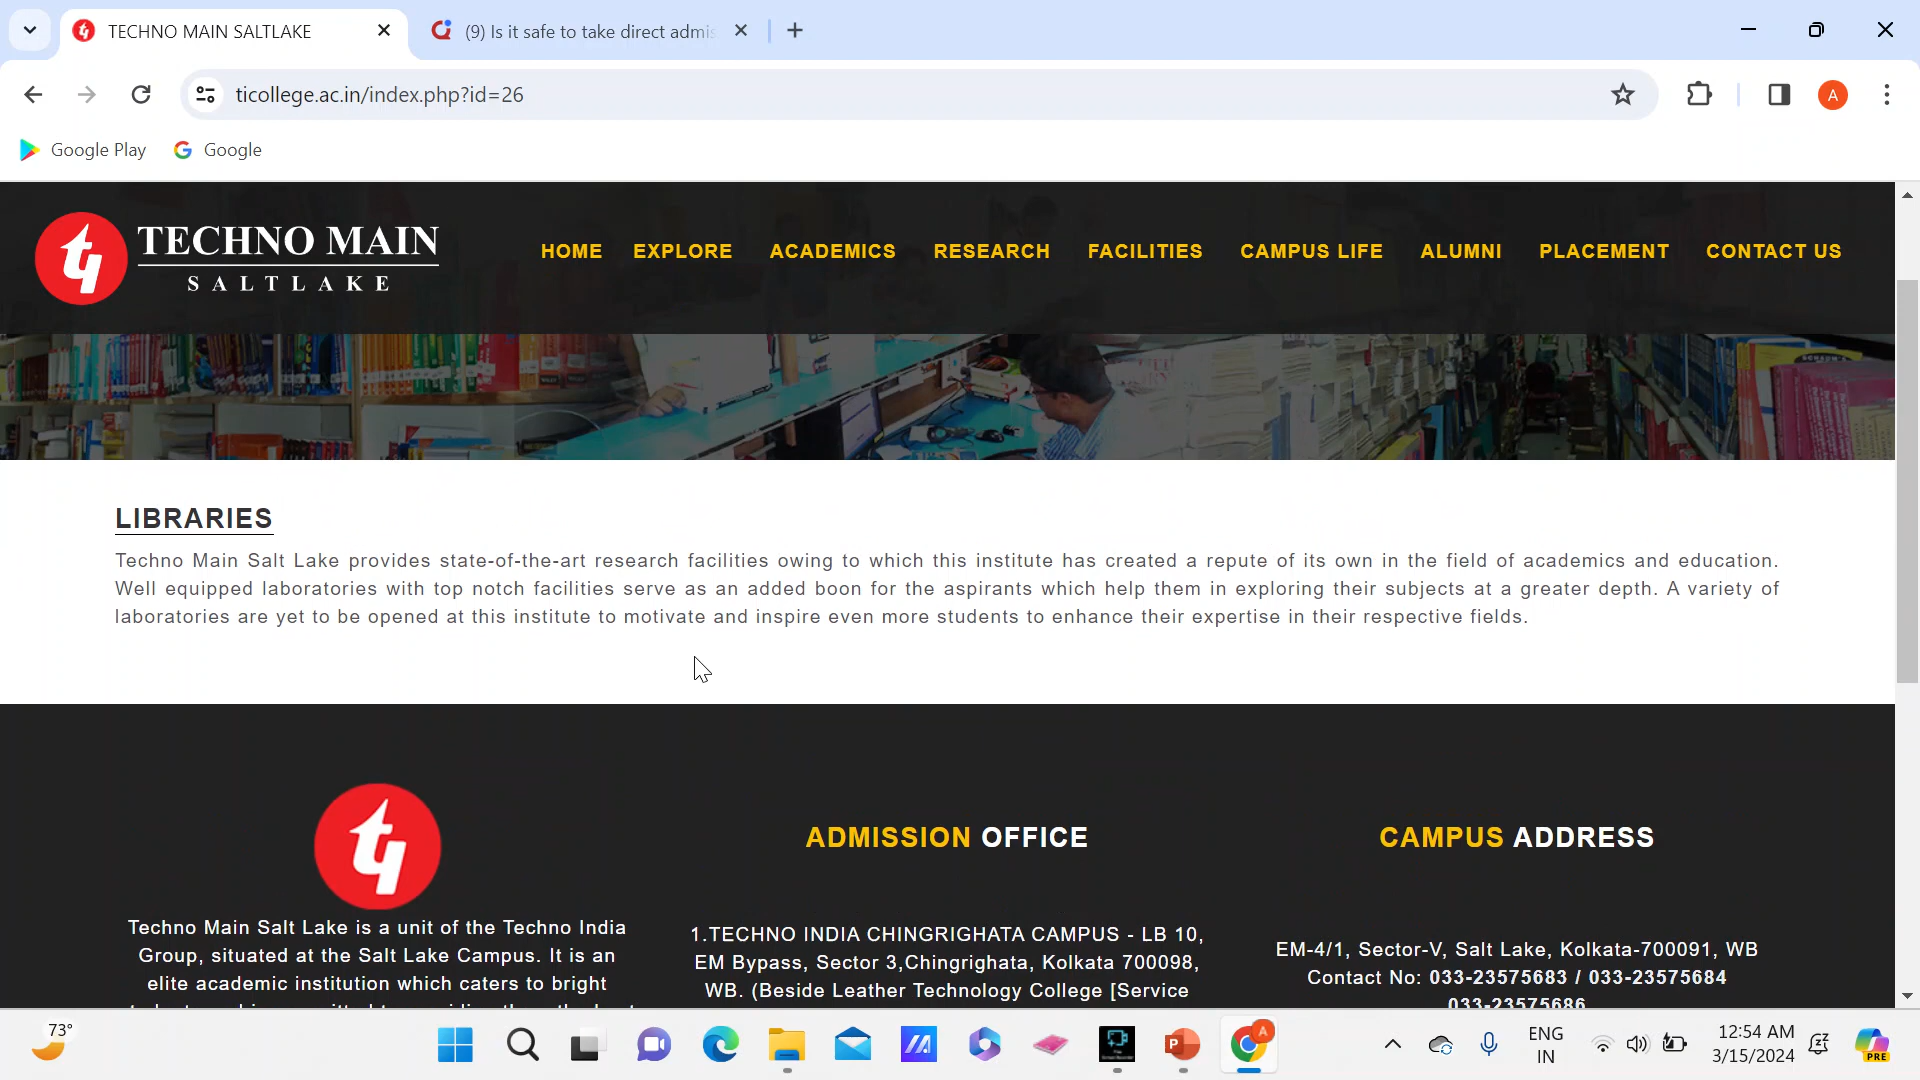 TECHNO MAIN SALTLAKE
(9) Is it safe to take direct admis
ticollege.ac.in/index.php?id=26
A
Google Play
Google
TECHNO MAIN
SALTLAKE
HOME EXPLORE ACADEMICS RESEARCH FACILITIES CAMPUS LIFE ALUMNI PLACEMENT CONTACT US
LIBRARIES
Techno Main Salt Lake provides state-of-the-art research facilities owing to which this institute has created a repute of its own in the field of academics and education.
Well equipped laboratories with top notch facilities serve as an added boon for the aspirants which help them in exploring their subjects at a greater depth. A variety of
laboratories are yet to be opened at this institute to motivate and inspire even more students to enhance their expertise in their respective fields.
Techno Main Salt Lake is a unit of the Techno India
Group, situated at the Salt Lake Campus. It is an
elite academic institution which caters to bright
ADMISSION OFFICE
1.TECHNO INDIA CHINGRIGHATA CAMPUS - LB 10,
EM Bypass, Sector 3,Chingrighata, Kolkata 700098,
WB. (Beside Leather Technology College [Service
CAMPUS ADDRESS
EM-4/1, Sector-V, Salt Lake, Kolkata-700091, WB
Contact No: 033-23575683 / 033-23575684
033-23575686
73°
A
ENG
IN
12:54 AM
3/15/2024
PRE